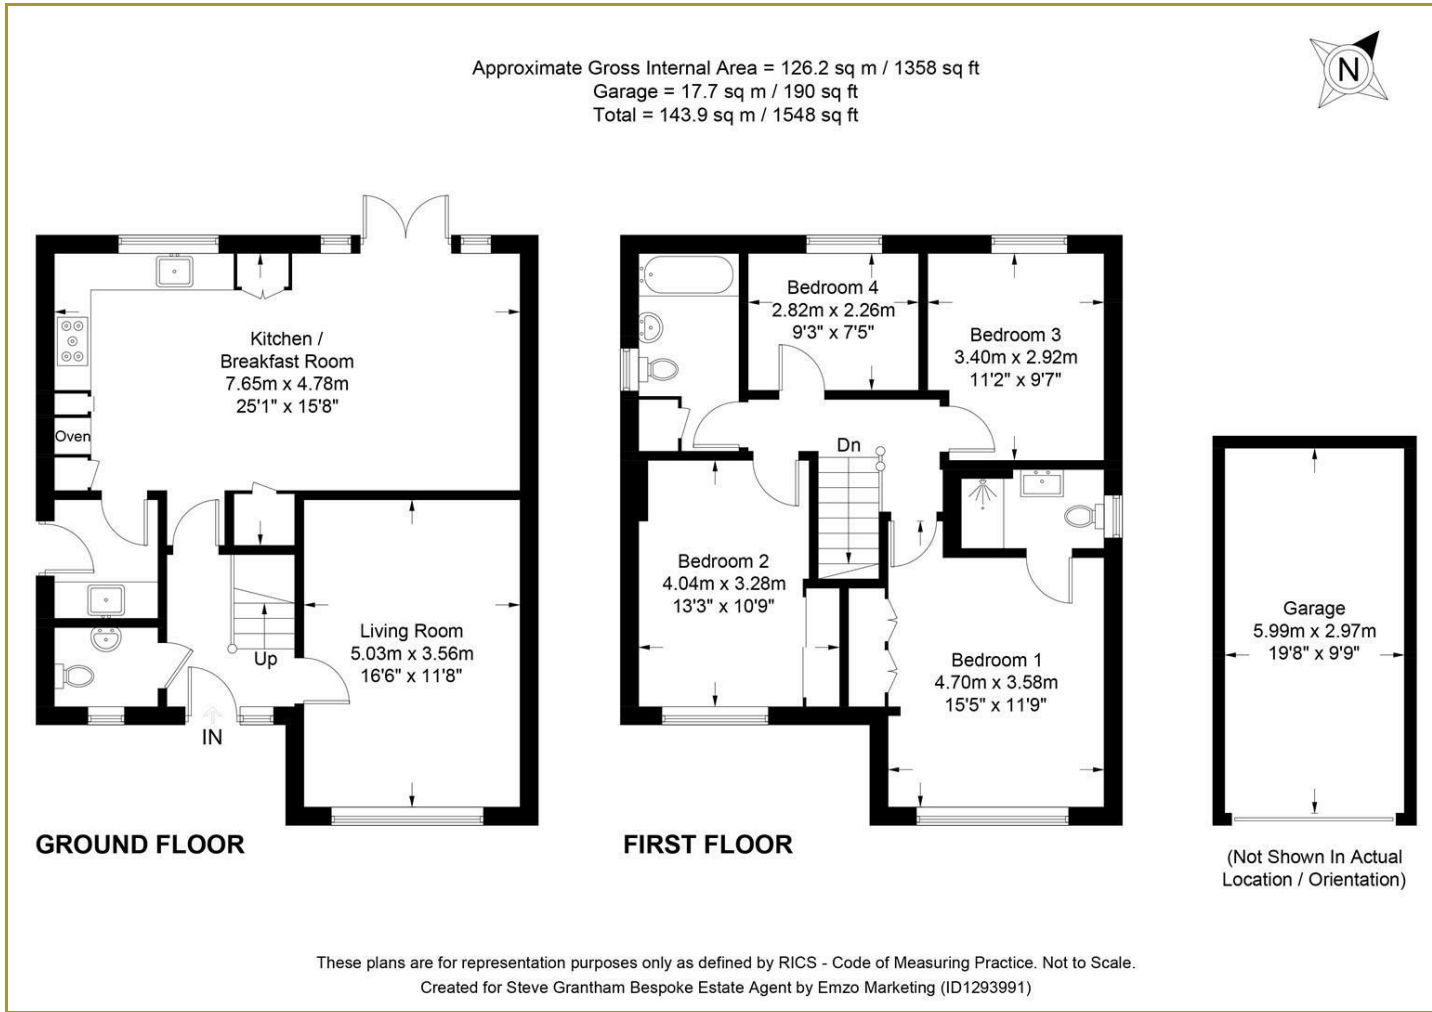 Approximate Gross Internal Area = 126.2 sq m / 1358 sq ft
Garage = 17.7 sq m / 190 sq ft
Total = 143.9 sq m / 1548 sq ft
N
Kitchen /
Breakfast Room
7.65m x 4.78m
25'1" x 15'8"
Oven
Living Room
5.03m x 3.56m
16'6" x 11'8"
Up
IN
GROUND FLOOR
Bedroom 4
2.82m x 2.26m
9'3" x 7'5"
Bedroom 3
3.40m x 2.92m
11'2" x 9'7"
Dn
Bedroom 2
4.04m x 3.28m
13'3" x 10'9"
Bedroom 1
4.70m x 3.58m
15'5" x 11'9"
FIRST FLOOR
Garage
5.99m x 2.97m
19'8" x 9'9"
(Not Shown In Actual
Location / Orientation)
These plans are for representation purposes only as defined by RICS - Code of Measuring Practice. Not to Scale.
Created for Steve Grantham Bespoke Estate Agent by Emzo Marketing (ID1293991)